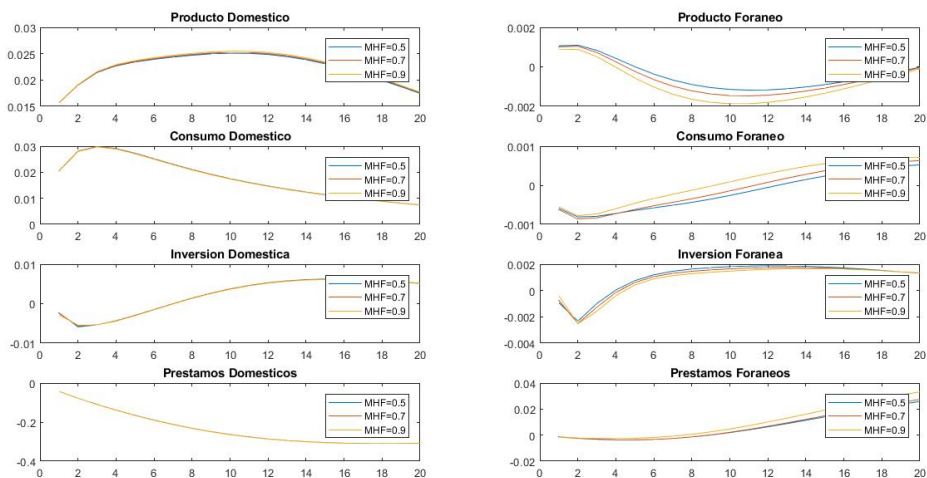 Producto Domestico
0.03
0.025
0.02
0.015
0 2 4 6 8 10 12 14 16 18 20
MHF=0.5
MHF=0.7
MHF=0.9
Producto Foraneo
0.002
0
-0.002
0 2 4 6 8 10 12 14 16 18 20
MHF=0.5
MHF=0.7
MHF=0.9
Consumo Domestico
0.03
0.02
0.01
0
0 2 4 6 8 10 12 14 16 18 20
MHF=0.5
MHF=0.7
MHF=0.9
Consumo Foraneo
0.001
0
-0.001
0 2 4 6 8 10 12 14 16 18 20
MHF=0.5
MHF=0.7
MHF=0.9
Inversion Domestica
0.01
0
-0.01
0 2 4 6 8 10 12 14 16 18 20
MHF=0.5
MHF=0.7
MHF=0.9
Inversion Foranea
0.002
0
-0.002
-0.004
0 2 4 6 8 10 12 14 16 18 20
MHF=0.5
MHF=0.7
MHF=0.9
Prestamos Domesticos
0
-0.2
-0.4
0 2 4 6 8 10 12 14 16 18 20
MHF=0.5
MHF=0.7
MHF=0.9
Prestamos Foraneos
0.04
0.02
0
-0.02
0 2 4 6 8 10 12 14 16 18 20
MHF=0.5
MHF=0.7
MHF=0.9